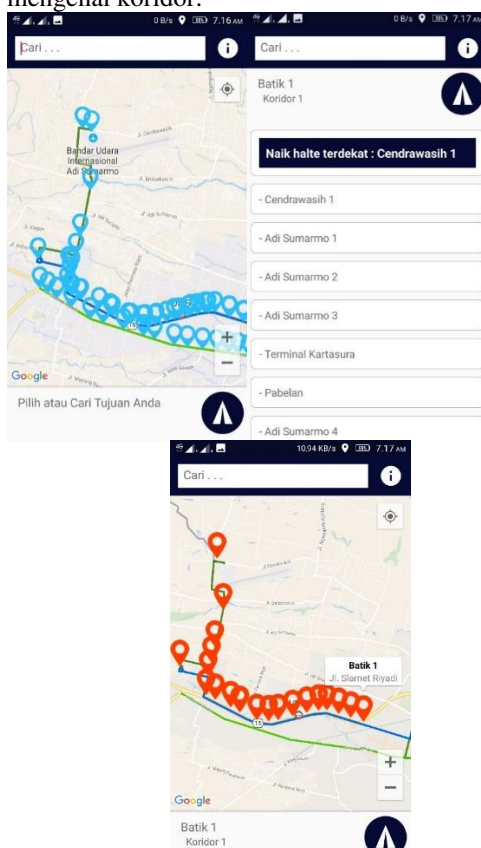 mengenal koridor.
0 B/s 7.16 AM
Cari . . .
Bandar Udara
Internasional
Adi Sumarmo
15
+
−
Google
Pilih atau Cari Tujuan Anda
0 B/s 7.17 AM
Cari . . .
Batik 1
Koridor 1
Naik halte terdekat : Cendrawasih 1
- Cendrawasih 1
- Adi Sumarmo 1
- Adi Sumarmo 2
- Adi Sumarmo 3
- Terminal Kartasura
- Pabelan
- Adi Sumarmo 4
10,94 KB/s 7.17 AM
Cari . . .
Batik 1
Jl. Slamet Riyadi
15
+
−
Google
Batik 1
Koridor 1